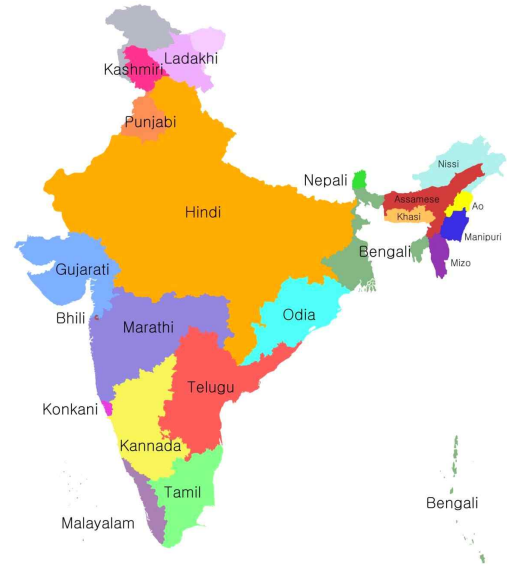 Ladakhi
Kashmiri
Punjabi
Nissi
Nepali
Assamese
Ao
Hindi
Khasi
Manipuri
Bengali
Mizo
Gujarati
Bhili
Odia
Marathi
Telugu
Konkani
Kannada
Tamil
Bengali
Malayalam